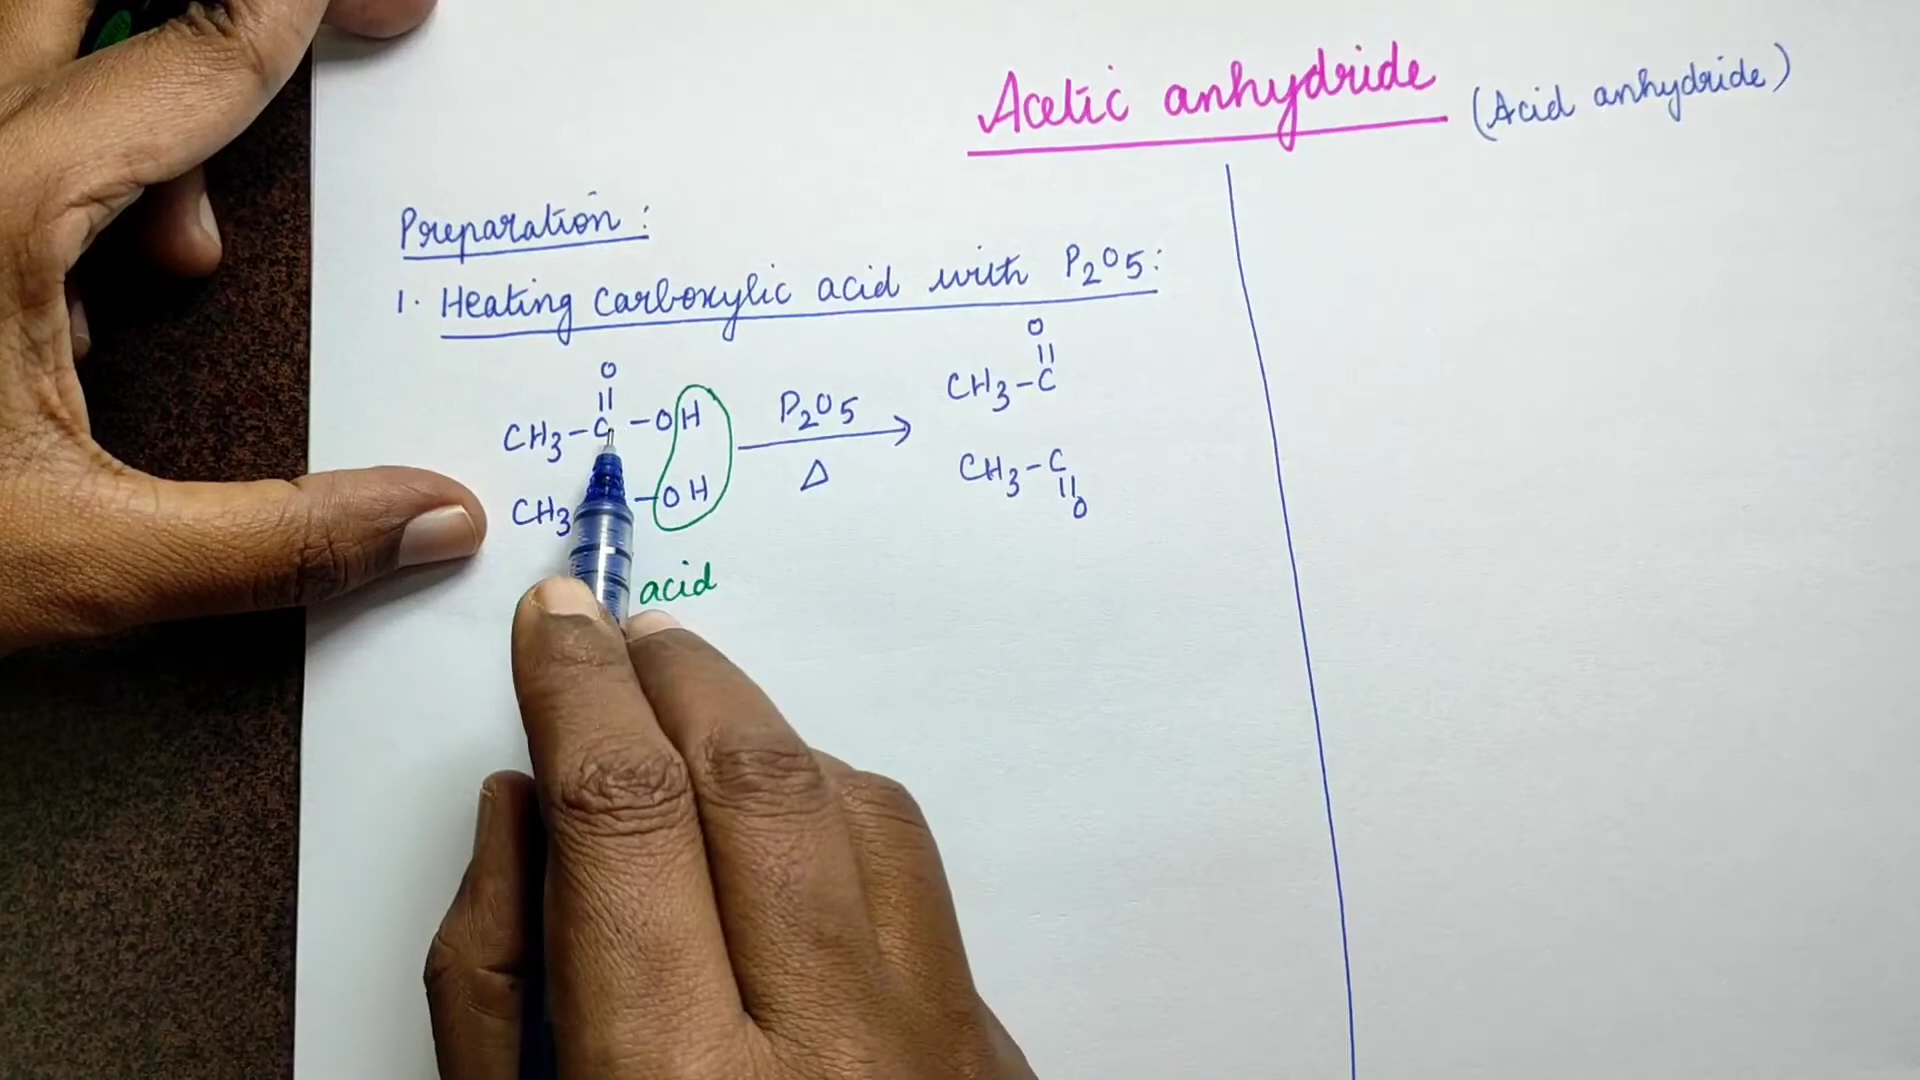 Acetic anhydride (Acid anhydride)
Preparation:
1. Heating carboxylic acid with P2O5:
O
||
CH3-C-OH
CH3 -OH
P2O5
Δ
O
||
CH3-C
CH3-C
||
O
acid